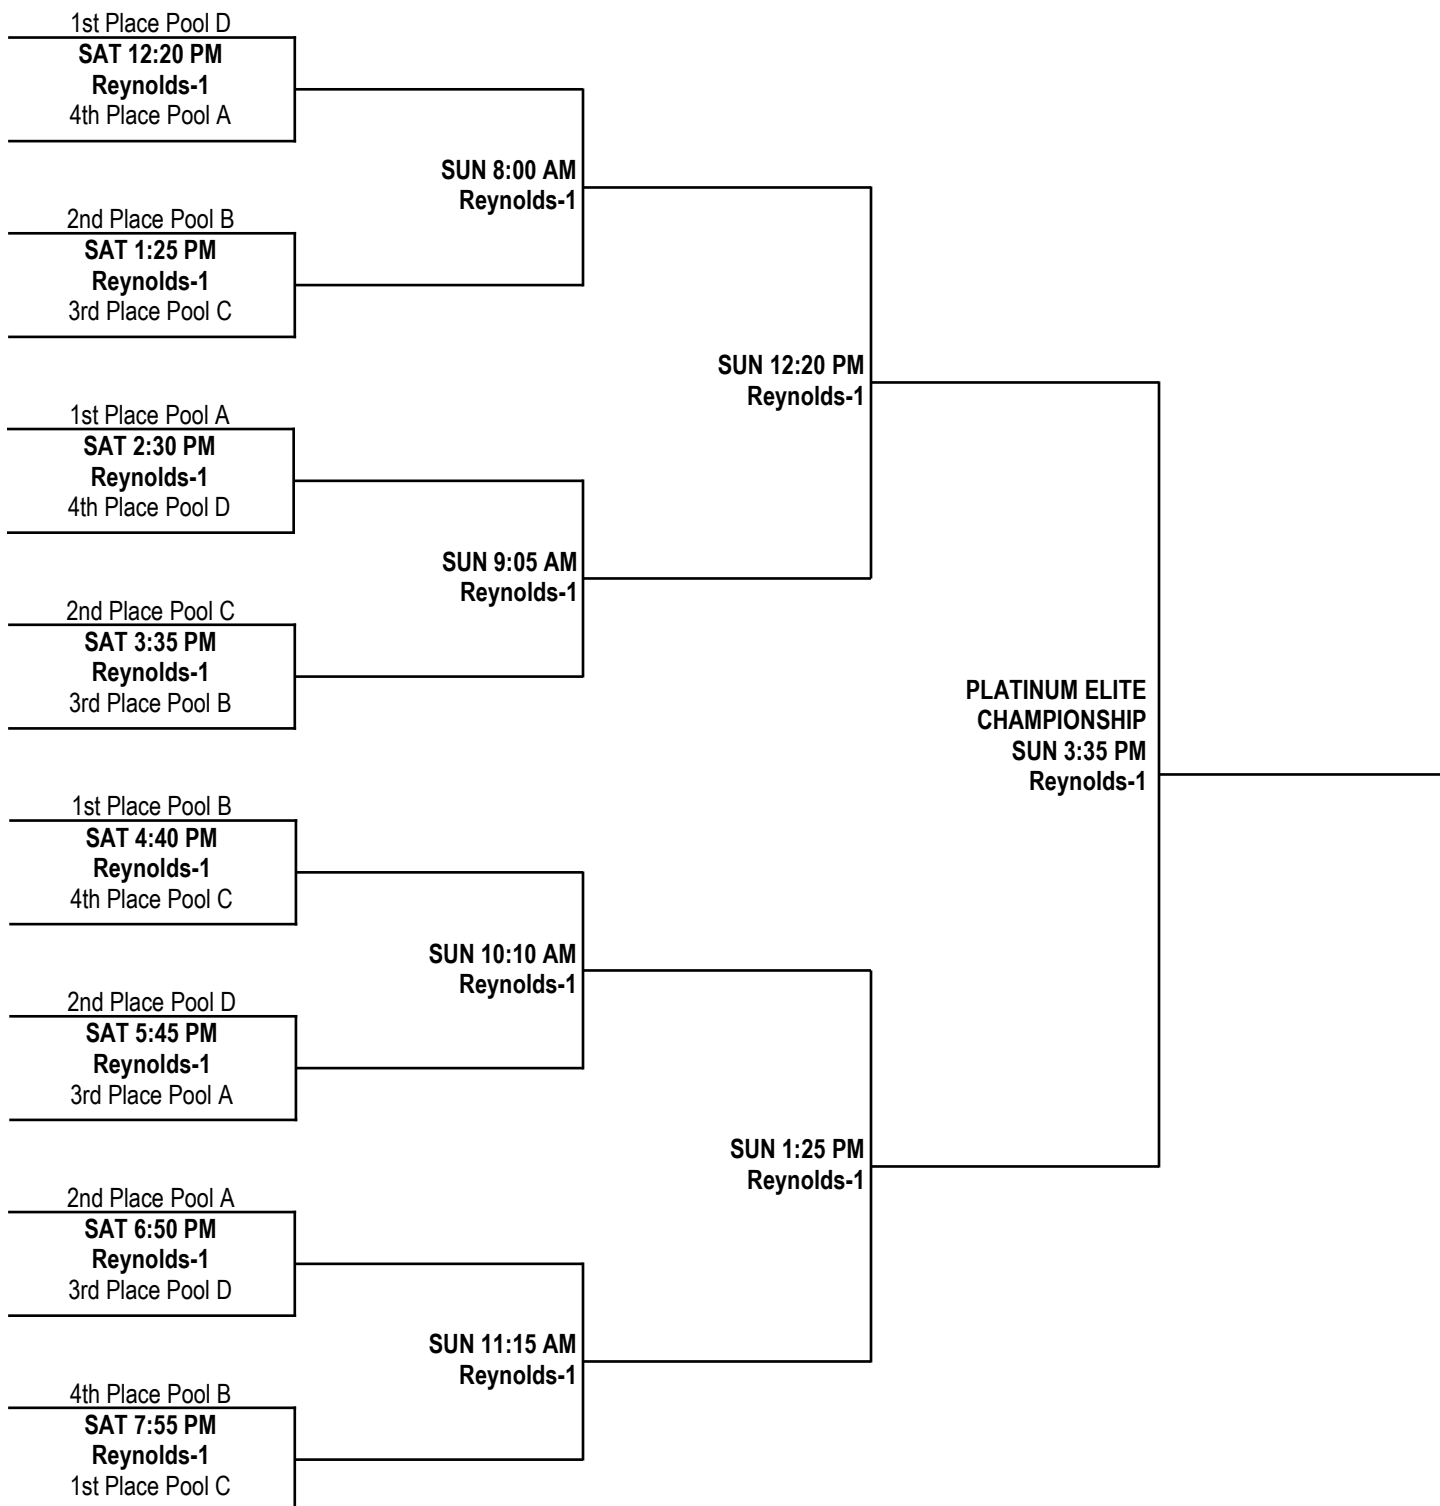 1st Place Pool D
SAT 12:20 PM
Reynolds-1
4th Place Pool A
SUN 8:00 AM
Reynolds-1
2nd Place Pool B
SAT 1:25 PM
Reynolds-1
3rd Place Pool C
SUN 12:20 PM
Reynolds-1
1st Place Pool A
SAT 2:30 PM
Reynolds-1
4th Place Pool D
SUN 9:05 AM
Reynolds-1
2nd Place Pool C
SAT 3:35 PM
Reynolds-1
3rd Place Pool B
PLATINUM ELITE
CHAMPIONSHIP
SUN 3:35 PM
Reynolds-1
1st Place Pool B
SAT 4:40 PM
Reynolds-1
4th Place Pool C
SUN 10:10 AM
Reynolds-1
2nd Place Pool D
SAT 5:45 PM
Reynolds-1
3rd Place Pool A
SUN 1:25 PM
Reynolds-1
2nd Place Pool A
SAT 6:50 PM
Reynolds-1
3rd Place Pool D
SUN 11:15 AM
Reynolds-1
4th Place Pool B
SAT 7:55 PM
Reynolds-1
1st Place Pool C